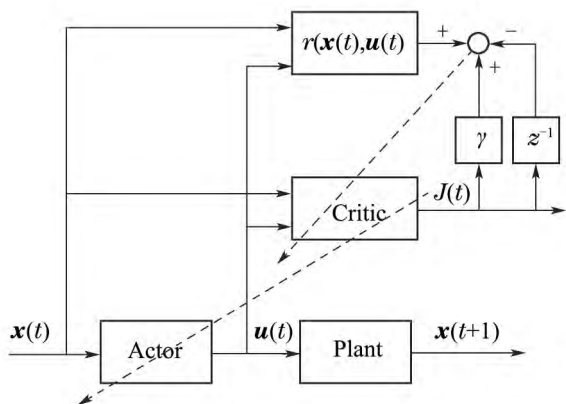 r(x(t),u(t)
+
−
+
γ
z⁻¹
Critic
J(t)
x(t)
Actor
u(t)
Plant
x(t+1)